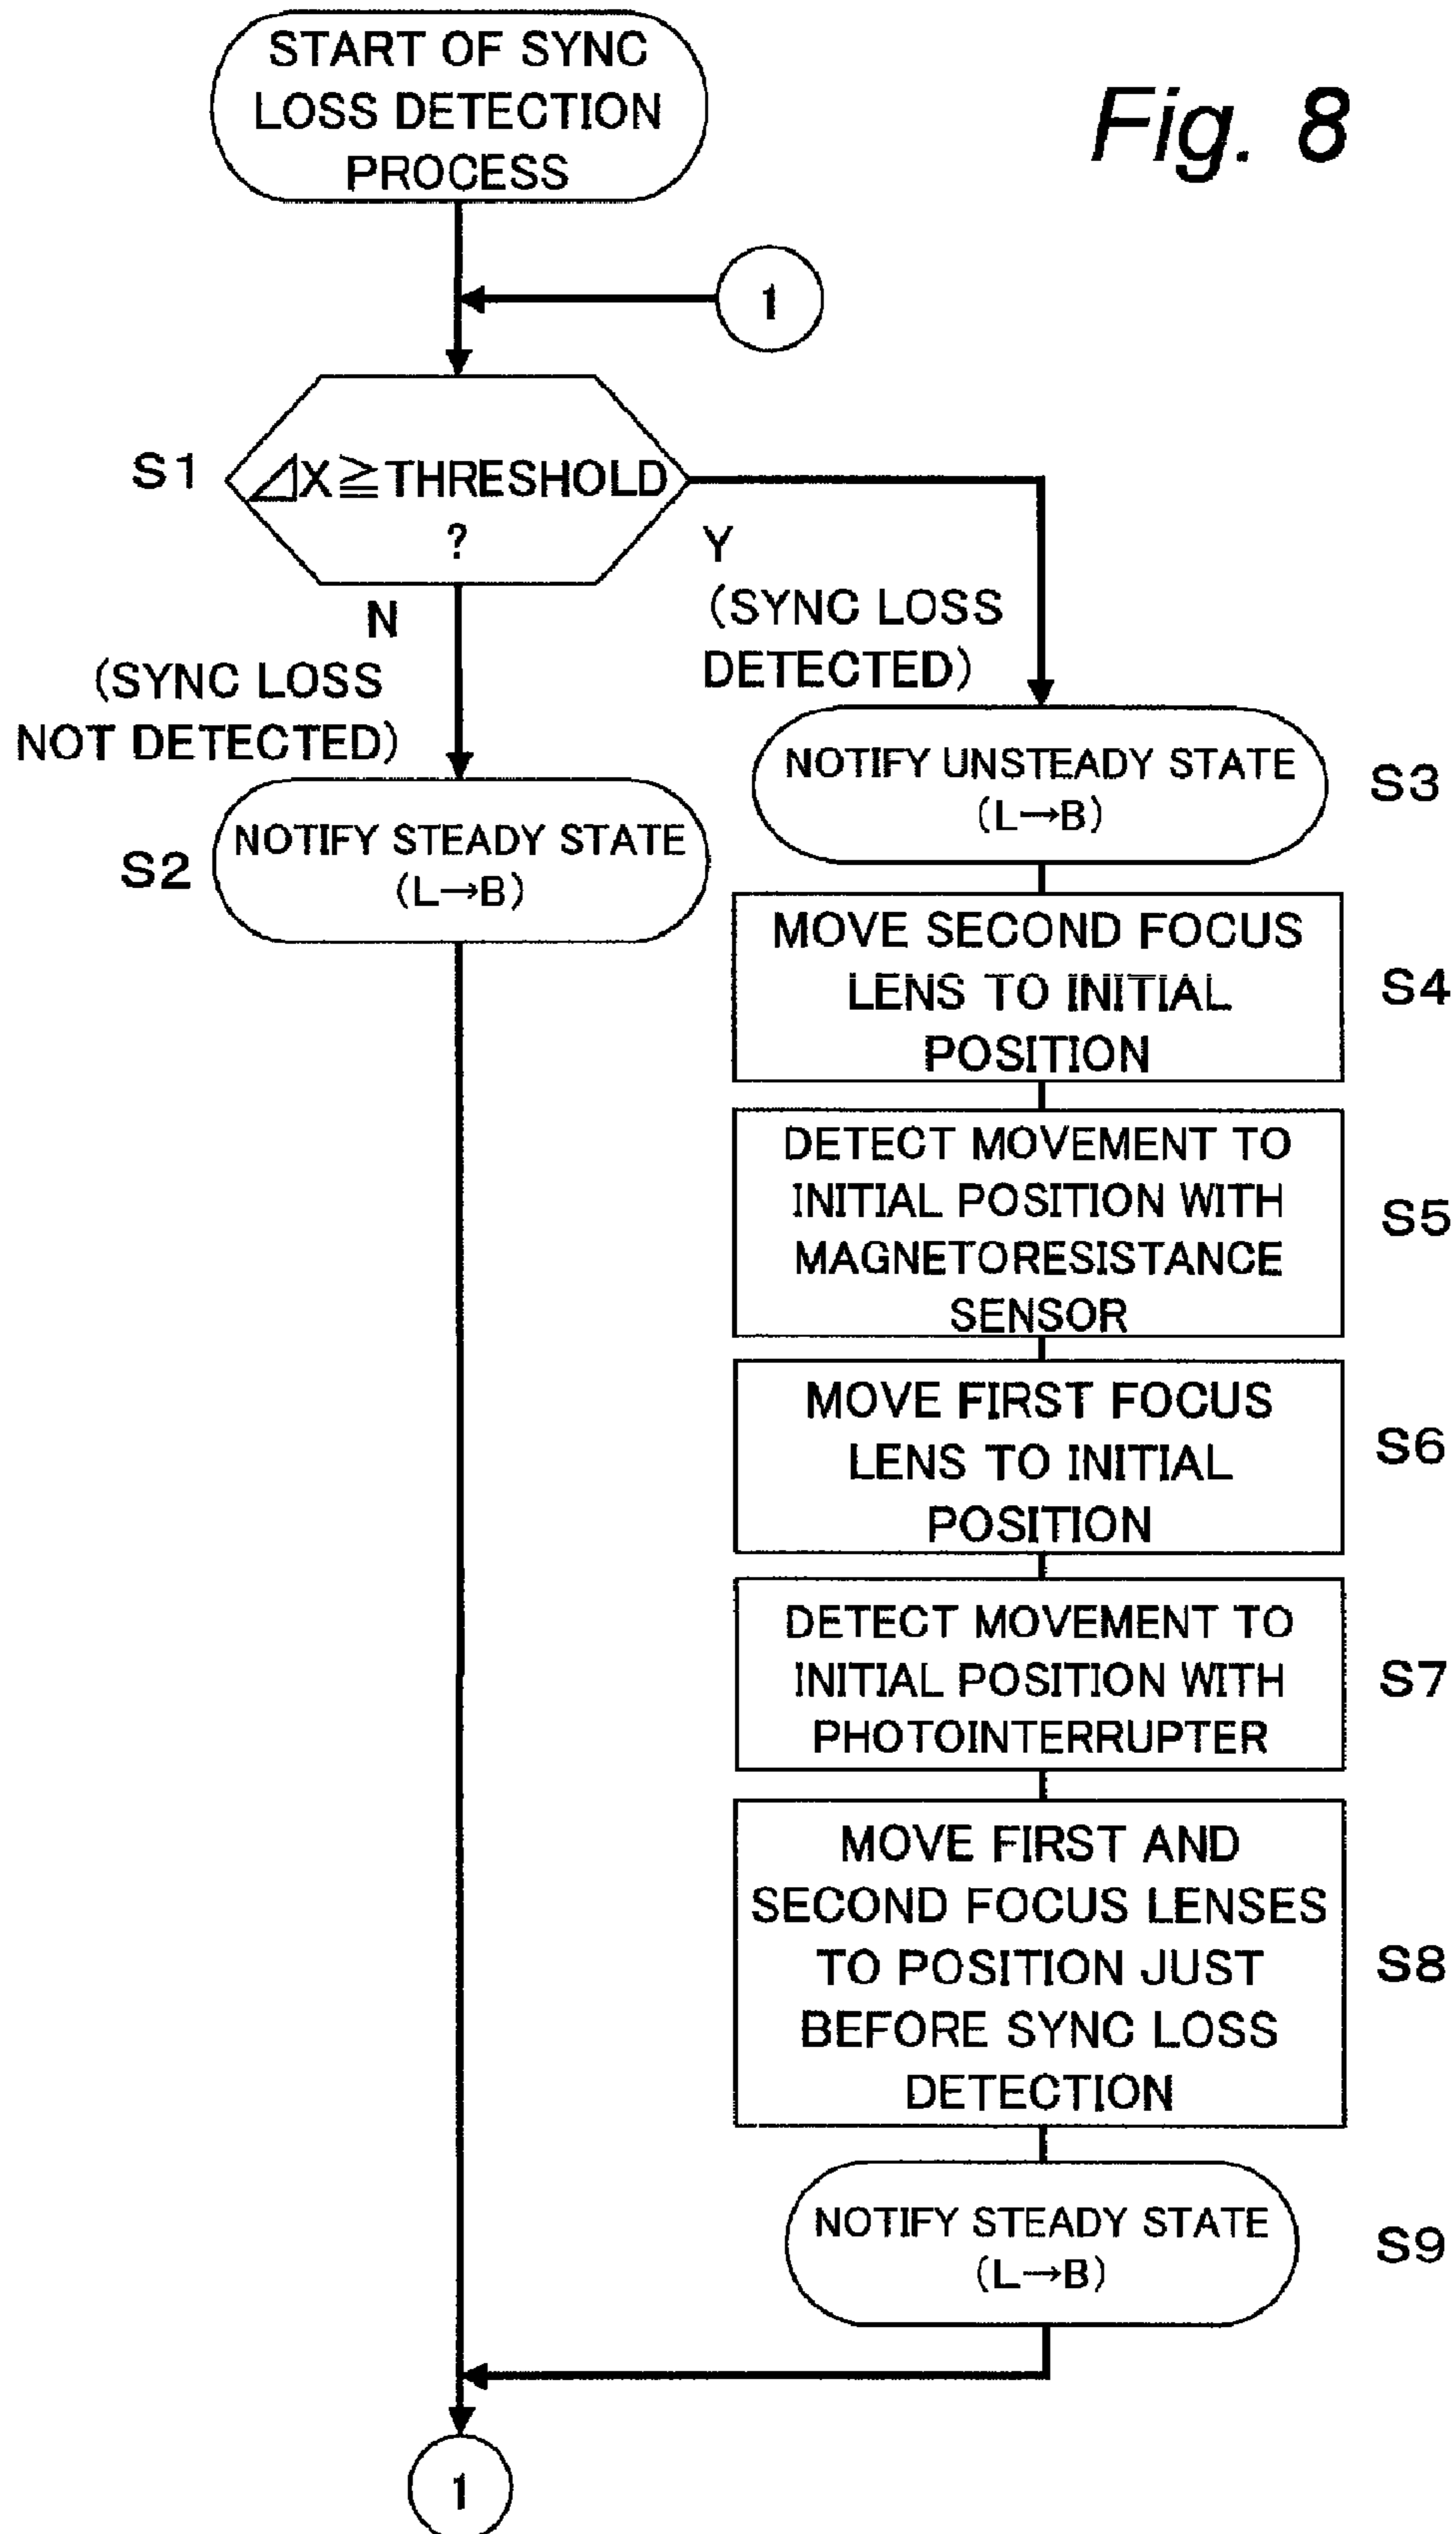 START OF SYNC
LOSS DETECTION
PROCESS
Fig. 8
1
S1
⊿X≧THRESHOLD
?
Y
(SYNC LOSS
DETECTED)
N
(SYNC LOSS
NOT DETECTED)
S2
NOTIFY STEADY STATE
(L→B)
NOTIFY UNSTEADY STATE
(L→B)
S3
MOVE SECOND FOCUS
LENS TO INITIAL
POSITION
S4
DETECT MOVEMENT TO
INITIAL POSITION WITH
MAGNETORESISTANCE
SENSOR
S5
MOVE FIRST FOCUS
LENS TO INITIAL
POSITION
S6
DETECT MOVEMENT TO
INITIAL POSITION WITH
PHOTOINTERRUPTER
S7
MOVE FIRST AND
SECOND FOCUS LENSES
TO POSITION JUST
BEFORE SYNC LOSS
DETECTION
S8
NOTIFY STEADY STATE
(L→B)
S9
1